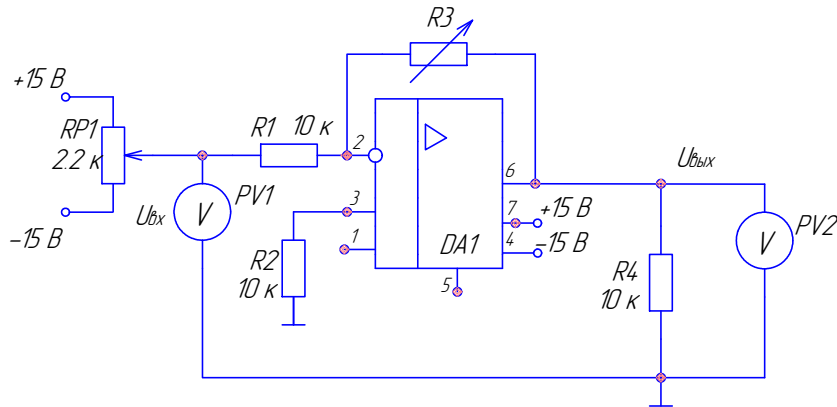 R3
+15 В
RP1
2.2 к
-15 В
R1
10 к
2
Uвх
PV1
3
R2
10 к
1
DA1
5
6
7
+15 В
4
-15 В
Uвых
R4
10 к
PV2
V
V